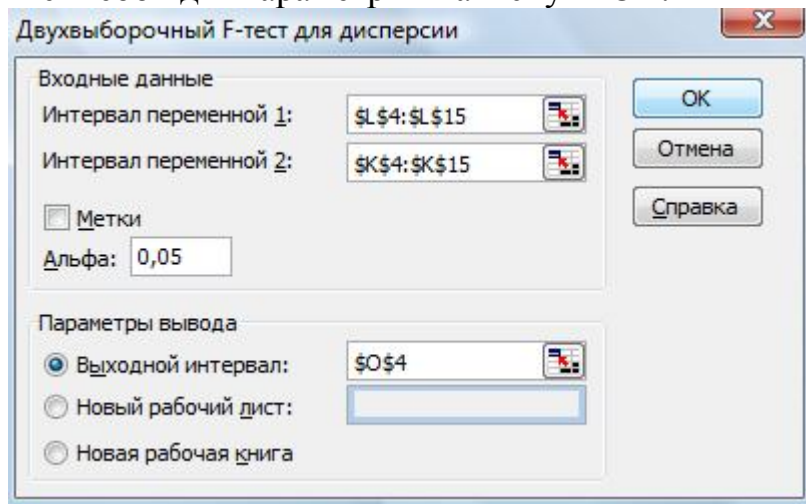 Двухвыборочный F-тест для дисперсии
Входные данные
Интервал переменной 1:
$L$4:$L$15
Интервал переменной 2:
$K$4:$K$15
Метки
Альфа: 0,05
OK
Отмена
Справка
Параметры вывода
Выходной интервал:
$O$4
Новый рабочий лист:
Новая рабочая книга